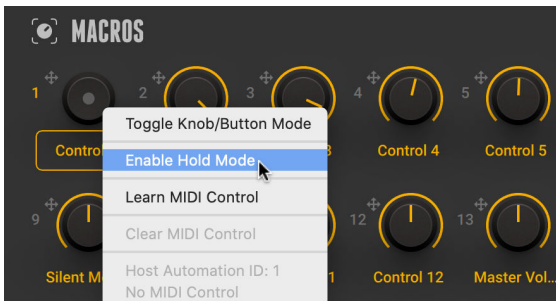 MACROS
1
2
3
4
5
Contro
3
Control 4
Control 5
Toggle Knob/Button Mode
Enable Hold Mode
Learn MIDI Control
Clear MIDI Control
Host Automation ID: 1
No MIDI Control
9
12
13
Silent M
1
Control 12
Master Vol...